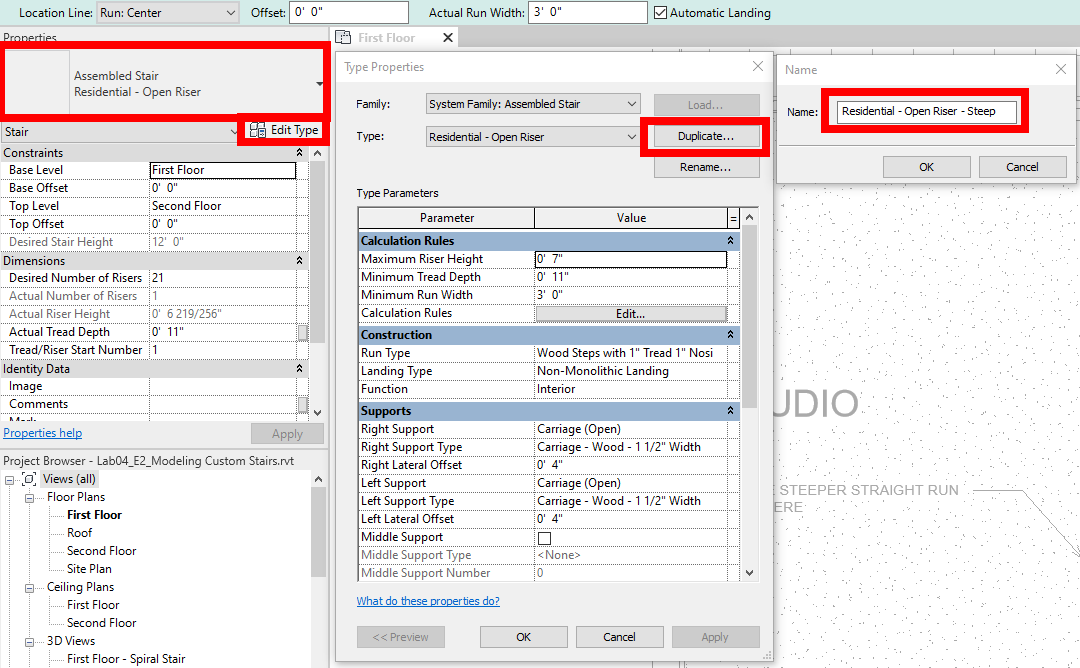 Location Line: Run: Center Offset: 0' 0" Actual Run Width: 3' 0" Automatic Landing
Properties
Assembled Stair
Residential - Open Riser
Stair Edit Type
Constraints
Base Level First Floor
Base Offset 0' 0"
Top Level Second Floor
Top Offset 0' 0"
Desired Stair Height 12' 0"
Dimensions
Desired Number of Risers 21
Actual Number of Risers 1
Actual Riser Height 0' 6 219/256"
Actual Tread Depth 0' 11"
Tread/Riser Start Number 1
Identity Data
Image
Comments
Properties help Apply
Project Browser - Lab04_E2_Modeling Custom Stairs.rvt
Views (all)
Floor Plans
First Floor
Roof
Second Floor
Site Plan
Ceiling Plans
First Floor
Second Floor
3D Views
First Floor - Spiral Stair
First Floor
Type Properties
Family: System Family: Assembled Stair Load...
Type: Residential - Open Riser Duplicate...
Rename...
Type Parameters
Parameter Value =
Calculation Rules
Maximum Riser Height 0' 7"
Minimum Tread Depth 0' 11"
Minimum Run Width 3' 0"
Calculation Rules Edit...
Construction
Run Type Wood Steps with 1" Tread 1" Nosi
Landing Type Non-Monolithic Landing
Function Interior
Supports
Right Support Carriage (Open)
Right Support Type Carriage - Wood - 1 1/2" Width
Right Lateral Offset 0' 4"
Left Support Carriage (Open)
Left Support Type Carriage - Wood - 1 1/2" Width
Left Lateral Offset 0' 4"
Middle Support
Middle Support Type <None>
Middle Support Number 0
What do these properties do?
<< Preview OK Cancel Apply
Name
Name: Residential - Open Riser - Steep
OK Cancel
UDIO
STEEPER STRAIGHT RUN
ERE